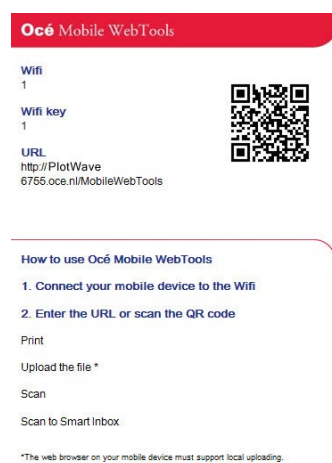 Océ Mobile WebTools
Wifi
1
Wifi key
1
URL
http://PlotWave
6755.oce.nl/MobileWebTools
How to use Océ Mobile WebTools
1. Connect your mobile device to the Wifi
2. Enter the URL or scan the QR code
Print
Upload the file *
Scan
Scan to Smart Inbox
*The web browser on your mobile device must support local uploading.